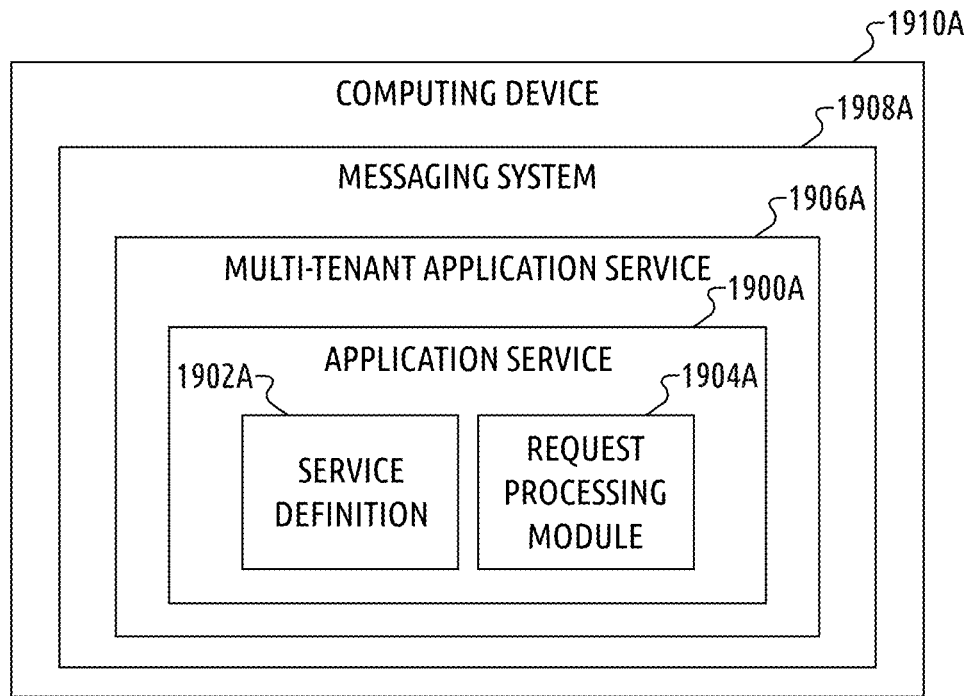 1910A
COMPUTING DEVICE
1908A
MESSAGING SYSTEM
1906A
MULTI-TENANT APPLICATION SERVICE
1900A
APPLICATION SERVICE
1902A
1904A
SERVICE
DEFINITION
REQUEST
PROCESSING
MODULE